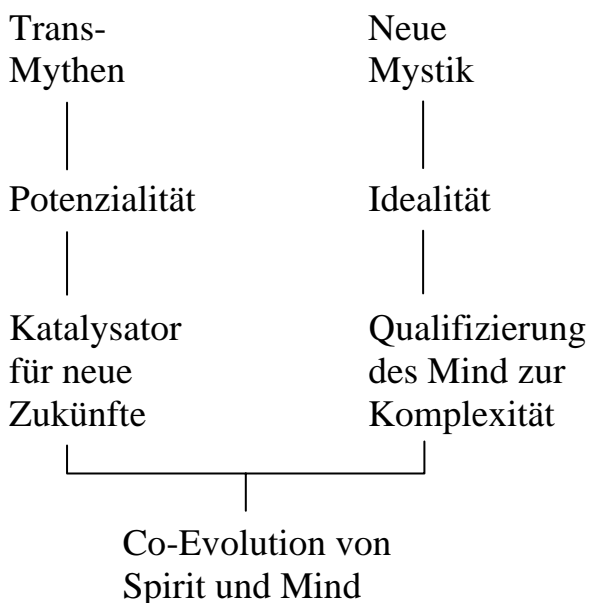 Trans-
Mythen
Neue
Mystik
Potenzialität
Idealität
Katalysator
für neue
Zukünfte
Qualifizierung
des Mind zur
Komplexität
Co-Evolution von
Spirit und Mind